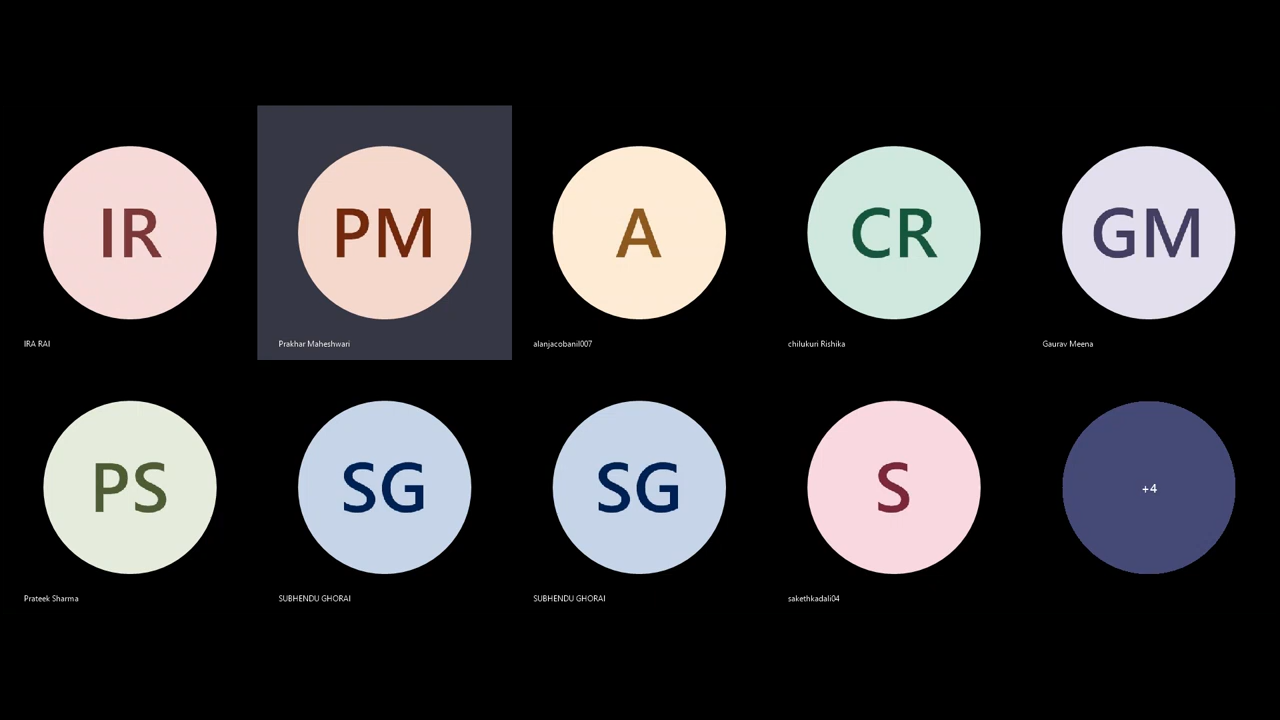 IR
PM
A
CR
GM
IRA RAI
Prakhar Maheshwari
alanjacobanil007
chilukuri Rishika
Gaurav Meena
PS
SG
SG
S
+4
Prateek Sharma
SUBHENDU GHORAI
SUBHENDU GHORAI
sakethkadali04